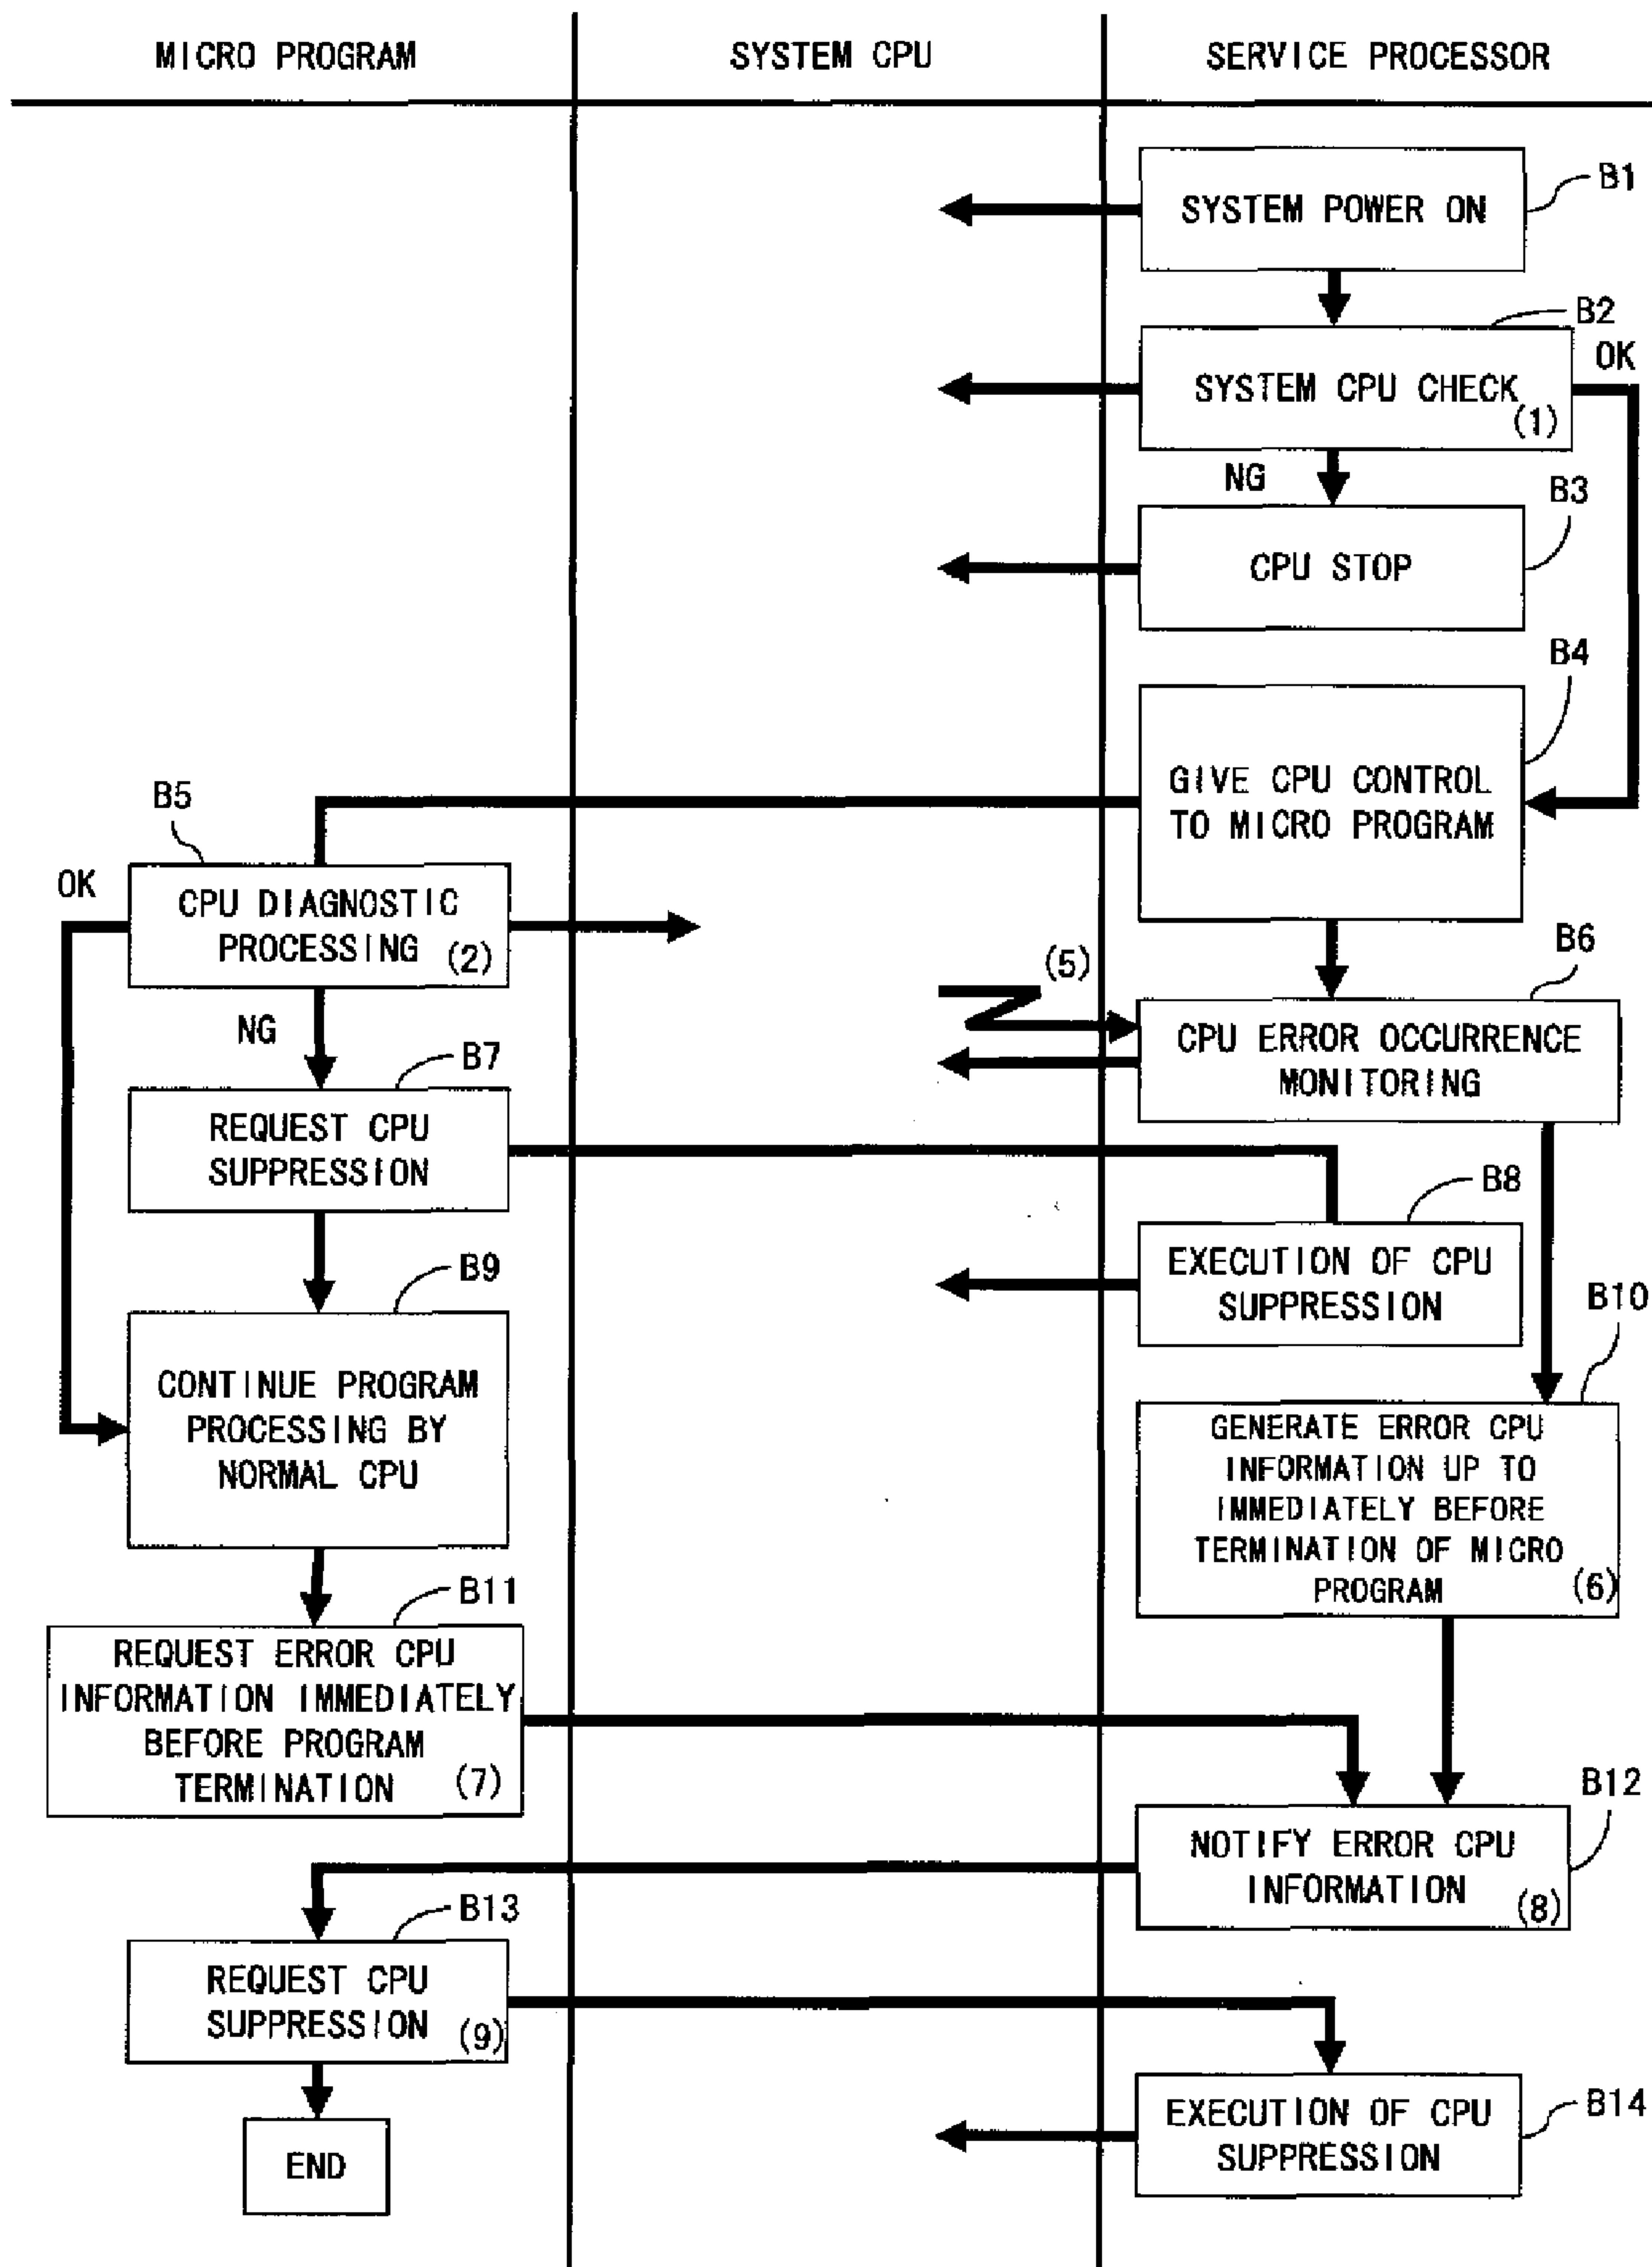 MICRO PROGRAM
SYSTEM CPU
SERVICE PROCESSOR
SYSTEM POWER ON
B1
B2
OK
SYSTEM CPU CHECK
(1)
NG
B3
CPU STOP
B4
GIVE CPU CONTROL
TO MICRO PROGRAM
B5
OK
CPU DIAGNOSTIC
PROCESSING
(2)
NG
(5)
B6
CPU ERROR OCCURRENCE
MONITORING
B7
REQUEST CPU
SUPPRESSION
B8
EXECUTION OF CPU
SUPPRESSION
B9
CONTINUE PROGRAM
PROCESSING BY
NORMAL CPU
B10
GENERATE ERROR CPU
INFORMATION UP TO
IMMEDIATELY BEFORE
TERMINATION OF MICRO
PROGRAM
(6)
B11
REQUEST ERROR CPU
INFORMATION IMMEDIATELY
BEFORE PROGRAM
TERMINATION
(7)
B12
NOTIFY ERROR CPU
INFORMATION
(8)
B13
REQUEST CPU
SUPPRESSION
(9)
B14
EXECUTION OF CPU
SUPPRESSION
END